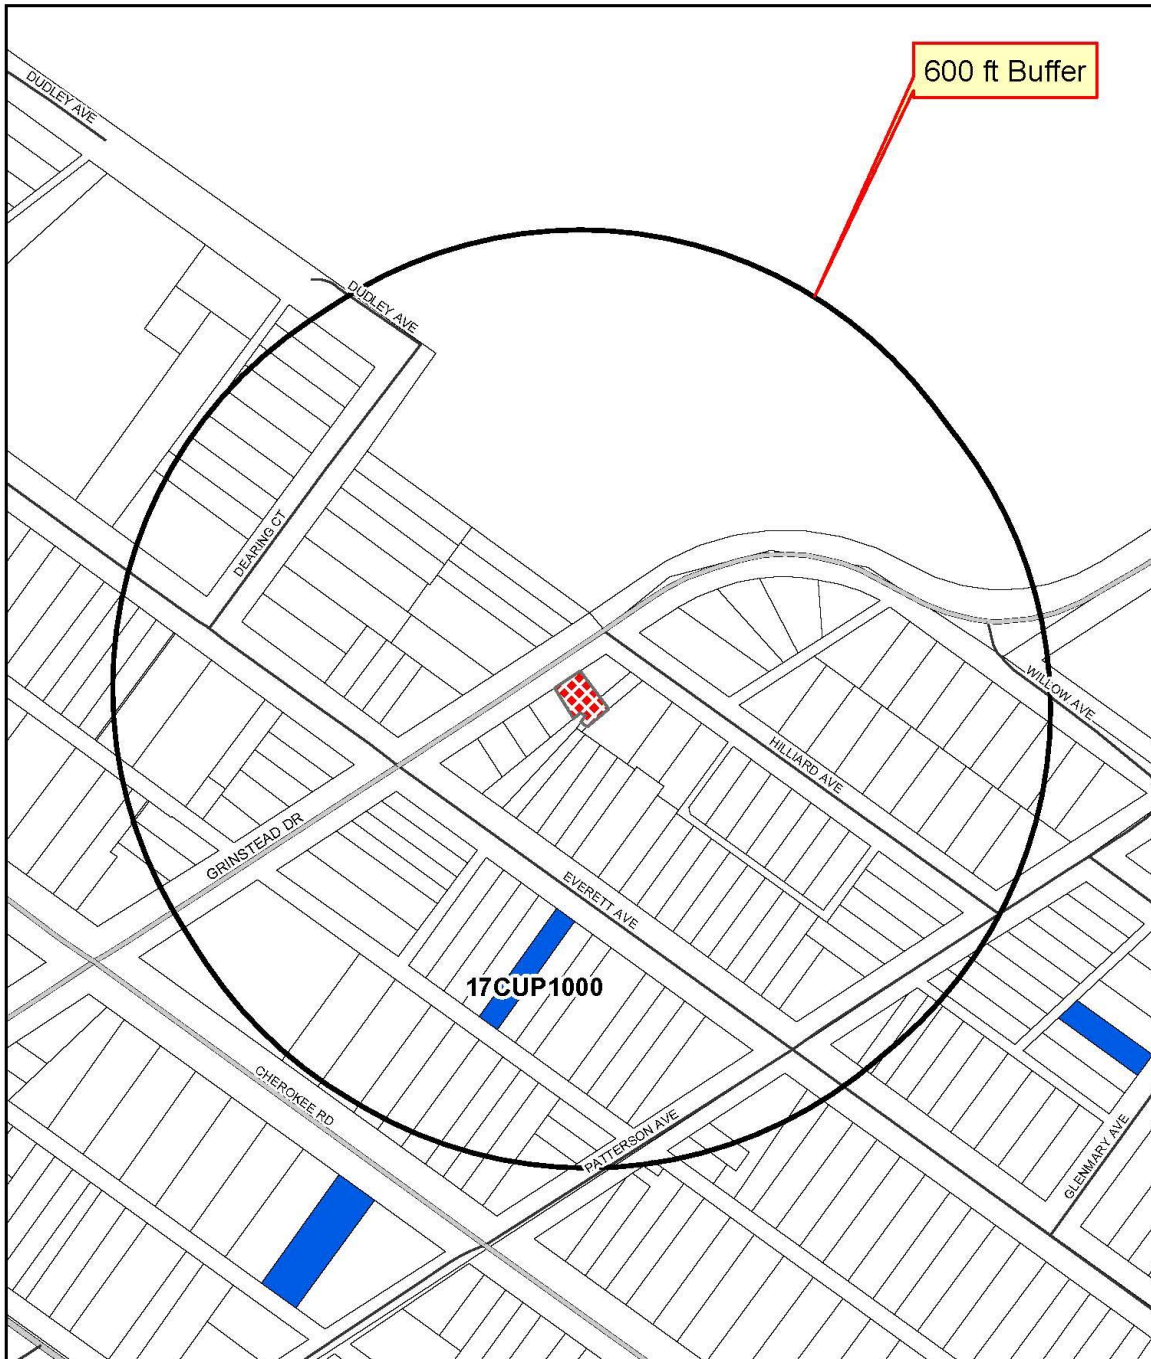 600 ft Buffer
DUDLEY AVE
DUDLEY AVE
DEARING CT
WILLOW AVE
HILLIARD AVE
GRINSTEAD DR
EVERETT AVE
17CUP1000
CHEROKEE RD
PATTERSON AVE
GLENMARY AVE